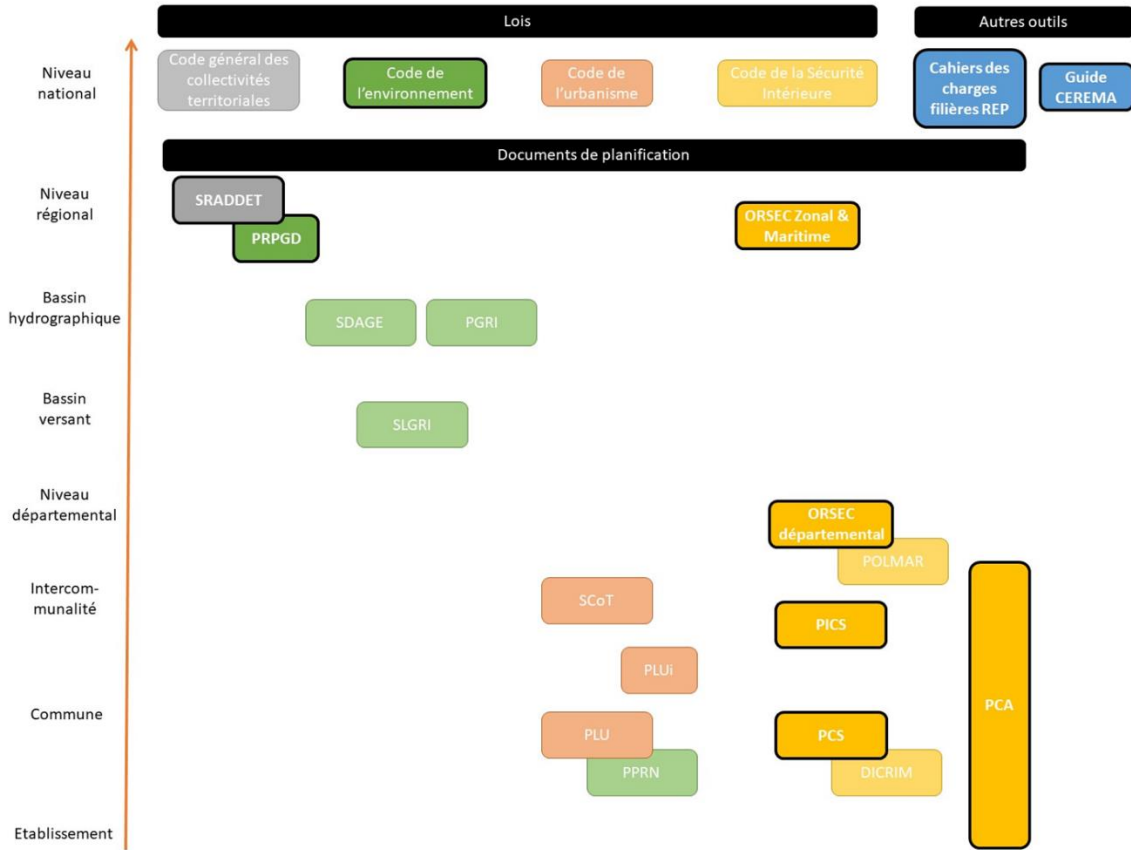 Lois
Autres outils
Niveau
national
Code général des
collectivités
territoriales
Code de
l'environnement
Code de
l'urbanisme
Code de la Sécurité
Intérieure
Cahiers des
charges
filières REP
Guide
CEREMA
Documents de planification
Niveau
régional
SRADDET
PRPGD
ORSEC Zonal &
Maritime
Bassin
hydrographique
SDAGE
PGRI
Bassin
versant
SLGRI
Niveau
départemental
ORSEC
départemental
POLMAR
Intercom-
munalité
SCoT
PICS
PLUi
PCA
Commune
PLU
PCS
PPRN
DICRIM
Etablissement